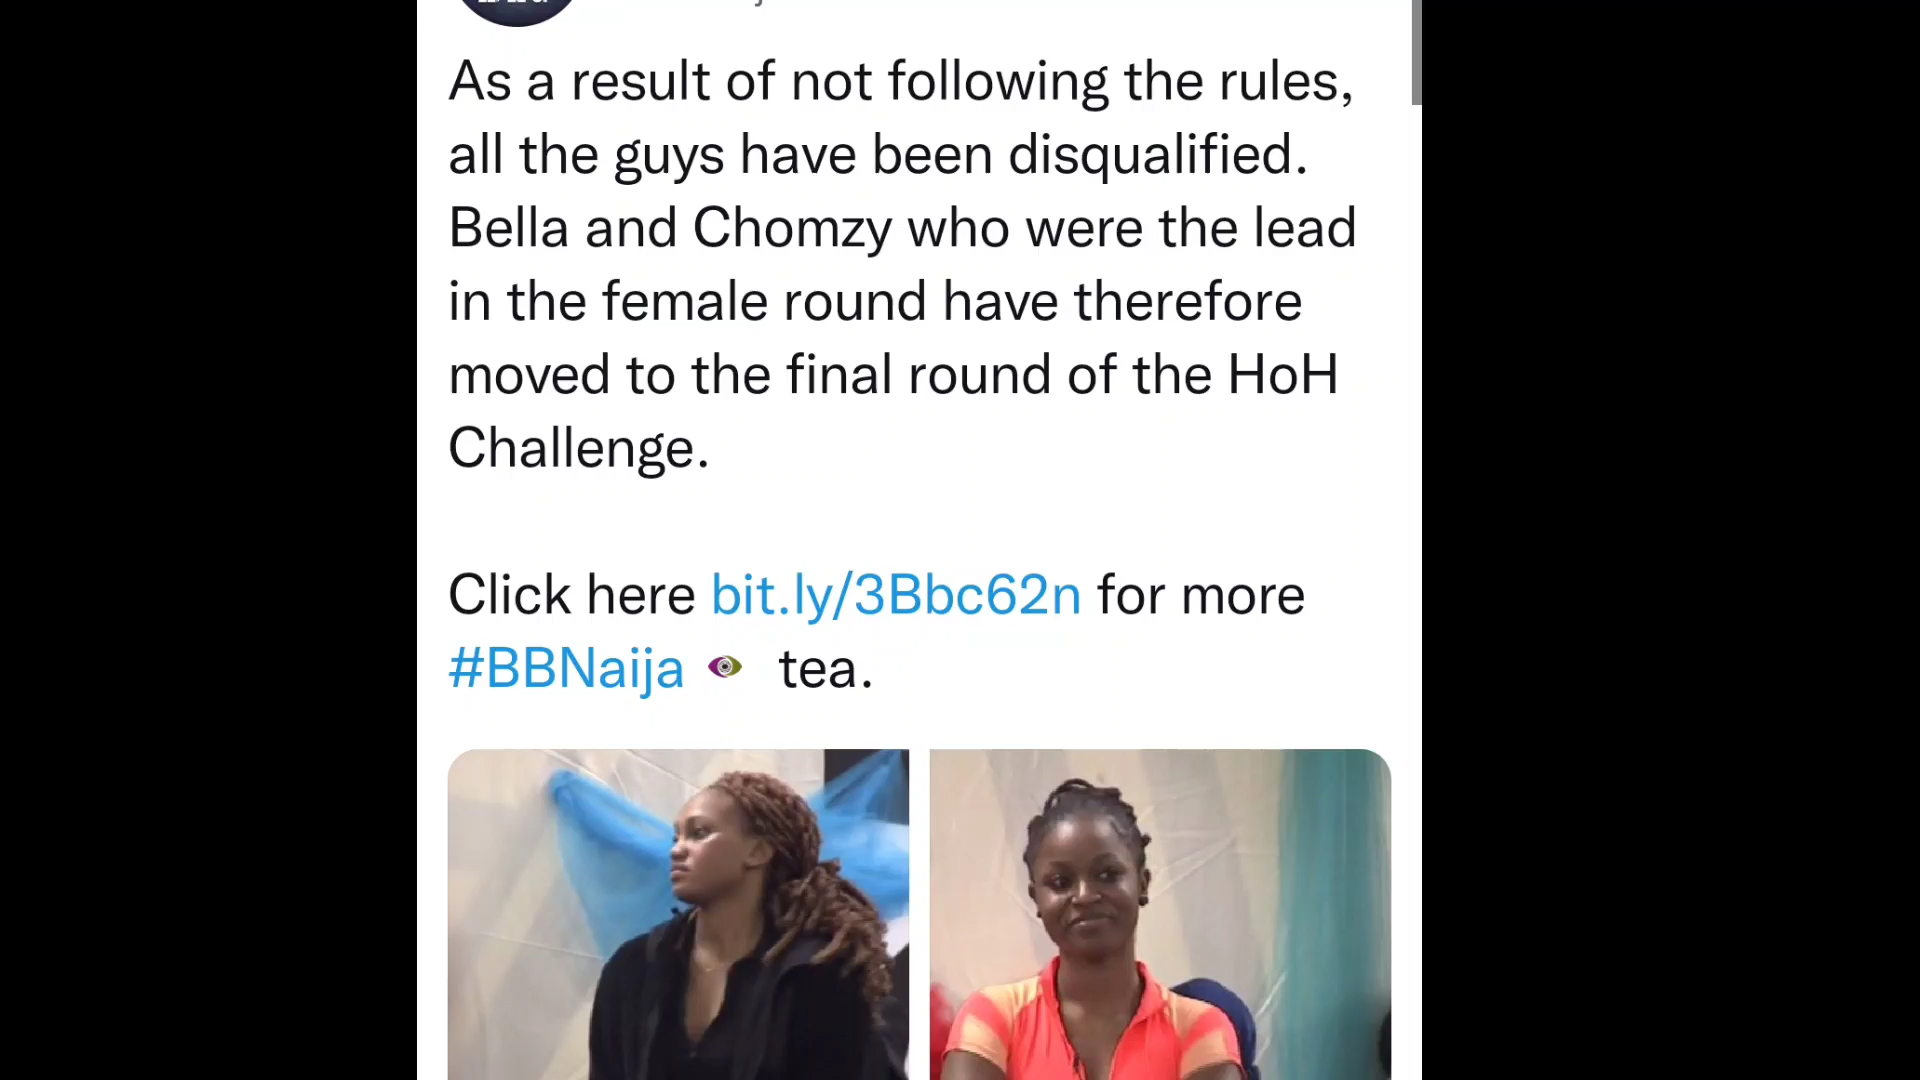 As a result of not following the rules,
all the guys have been disqualified.
Bella and Chomzy who were the lead
in the female round have therefore
moved to the final round of the HoH
Challenge.
Click here bit.ly/3Bbc62n for more
#BBNaija tea.